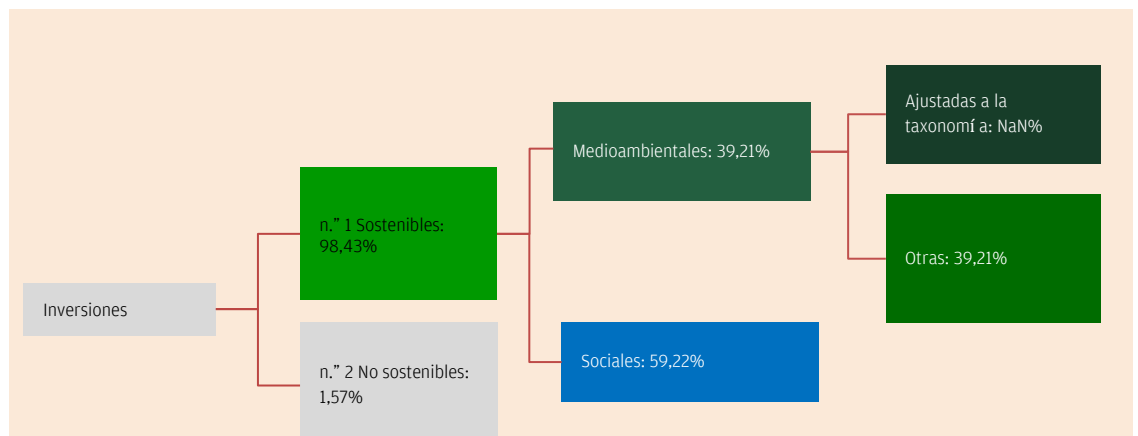 Inversiones
n.” 1 Sostenibles:
98,43%
n.” 2 No sostenibles:
1,57%
Medioambientales: 39,21%
Sociales: 59,22%
Ajustadas a la
taxonomí a: NaN%
Otras: 39,21%